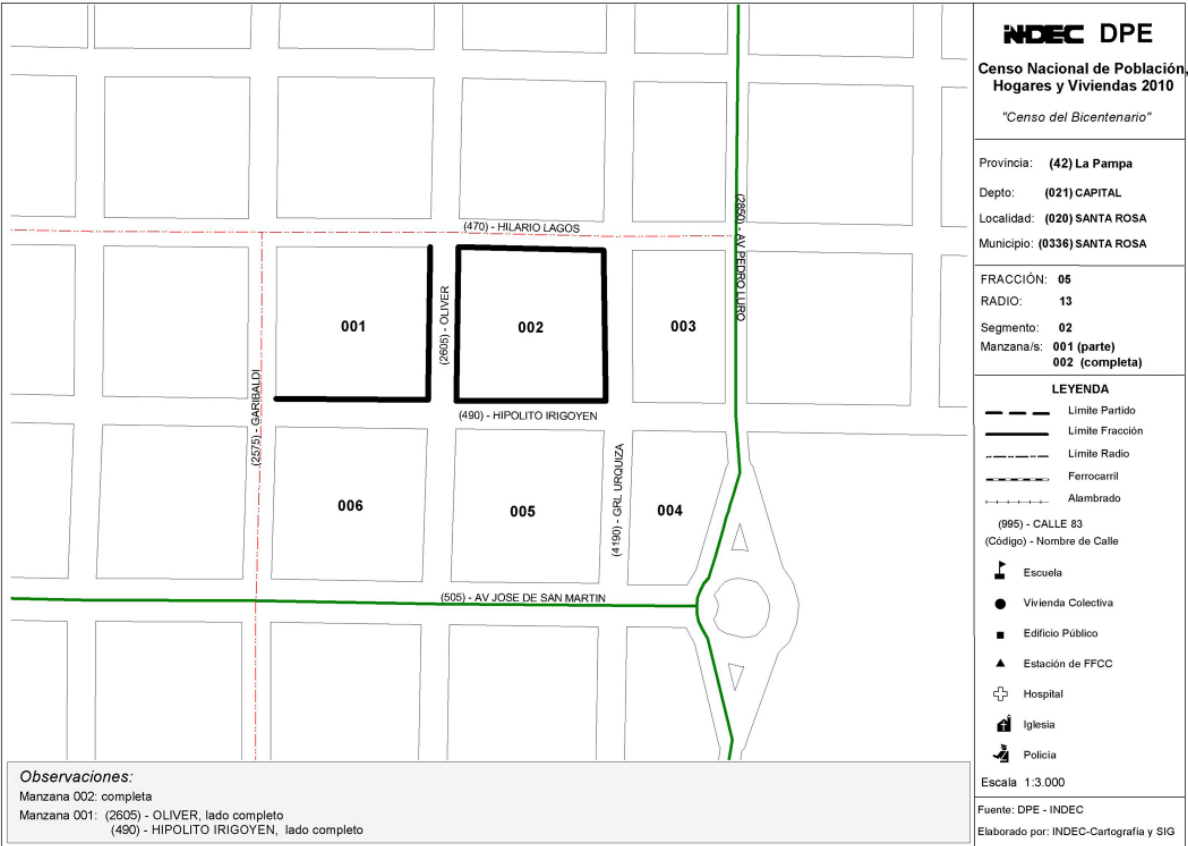 (470) - HILARIO LAGOS
(2850) - AV PEDRO LURO
001
(2605) - OLIVER
002
003
(2575) - GARIBALDI
(490) - HIPOLITO IRIGOYEN
006
005
(4190) - GRL URQUIZA
004
(505) - AV JOSE DE SAN MARTIN
Observaciones:
Manzana 002: completa
Manzana 001: (2605) - OLIVER, lado completo
(490) - HIPOLITO IRIGOYEN, lado completo
INDEC DPE
Censo Nacional de Población,
Hogares y Viviendas 2010
"Censo del Bicentenario"
Provincia: (42) La Pampa
Depto: (021) CAPITAL
Localidad: (020) SANTA ROSA
Municipio: (0336) SANTA ROSA
FRACCIÓN: 05
RADIO: 13
Segmento: 02
Manzana/s: 001 (parte)
002 (completa)
LEYENDA
Limite Partido
Limite Fracción
Limite Radio
Ferrocarril
Alambrado
(995) - CALLE 83
(Código) - Nombre de Calle
Escuela
Vivienda Colectiva
Edificio Público
Estación de FFCC
Hospital
Iglesia
Policia
Escala 1:3.000
Fuente: DPE - INDEC
Elaborado por: INDEC-Cartografía y SIG